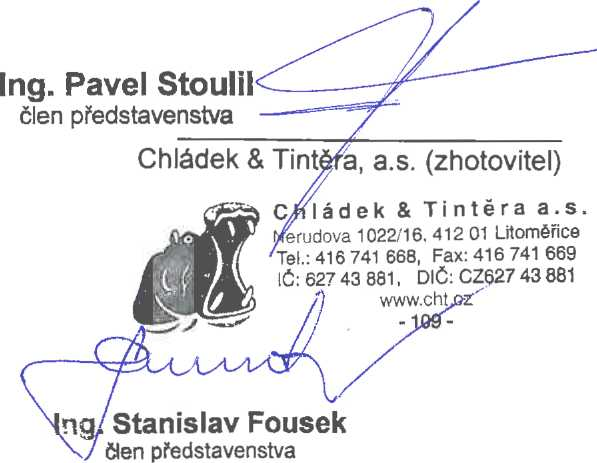 Ing. Pavel Stoulil
člen představenstva
Chládek & Tintěra, a.s. (zhotovitel)
Chládek & Tintěra a.s.
Nerudova 1022/16, 412 01 Litoměřice
Tel.: 416 741 668, Fax: 416 741 669
IČ: 627 43 881, DIČ: CZ627 43 881
www.cht.cz
- 109 -
Ing. Stanislav Fousek
člen představenstva